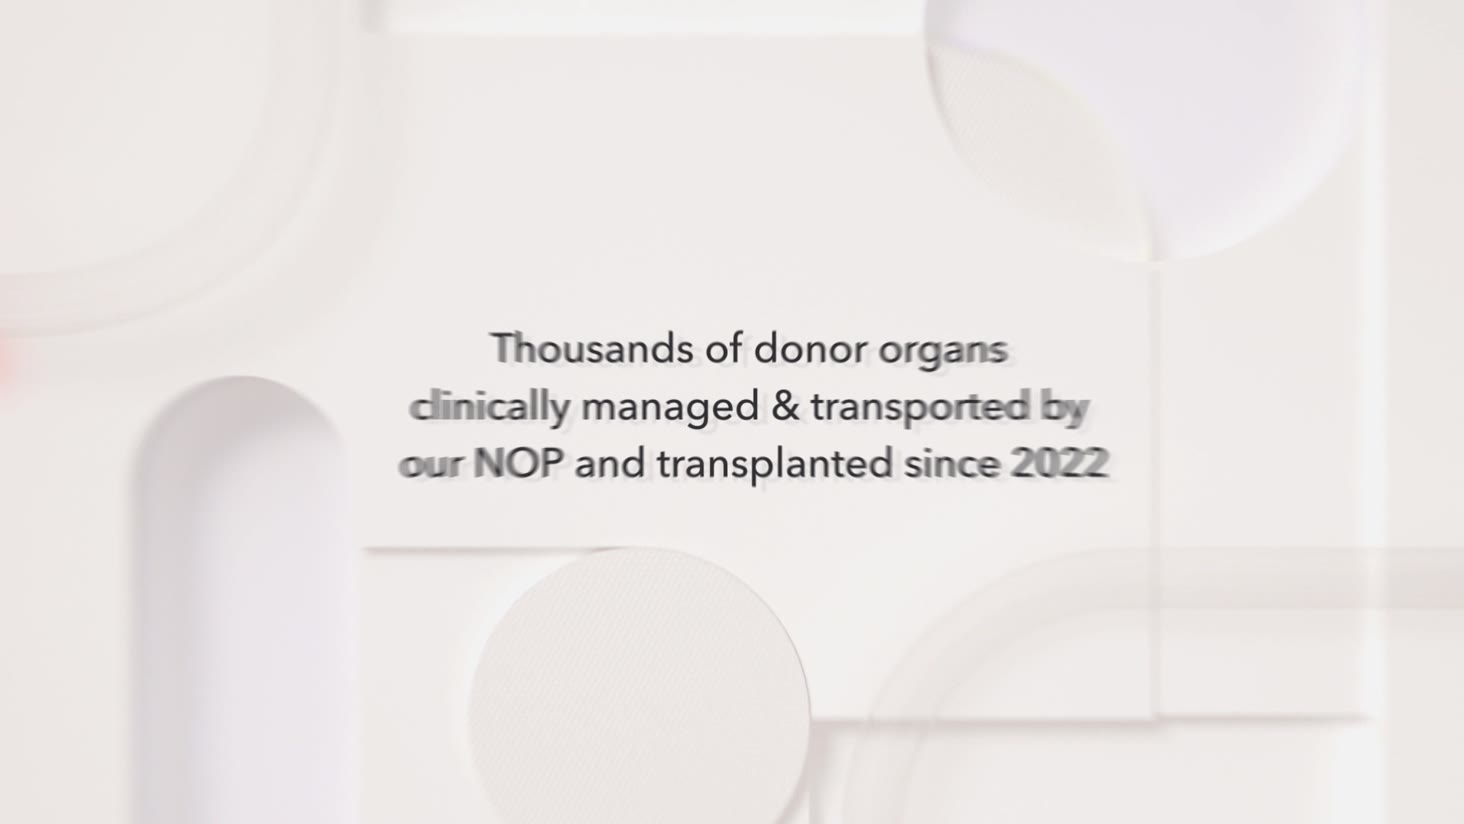 Thousands of donor organs
clinically managed & transported by
our NOP and transplanted since 2022